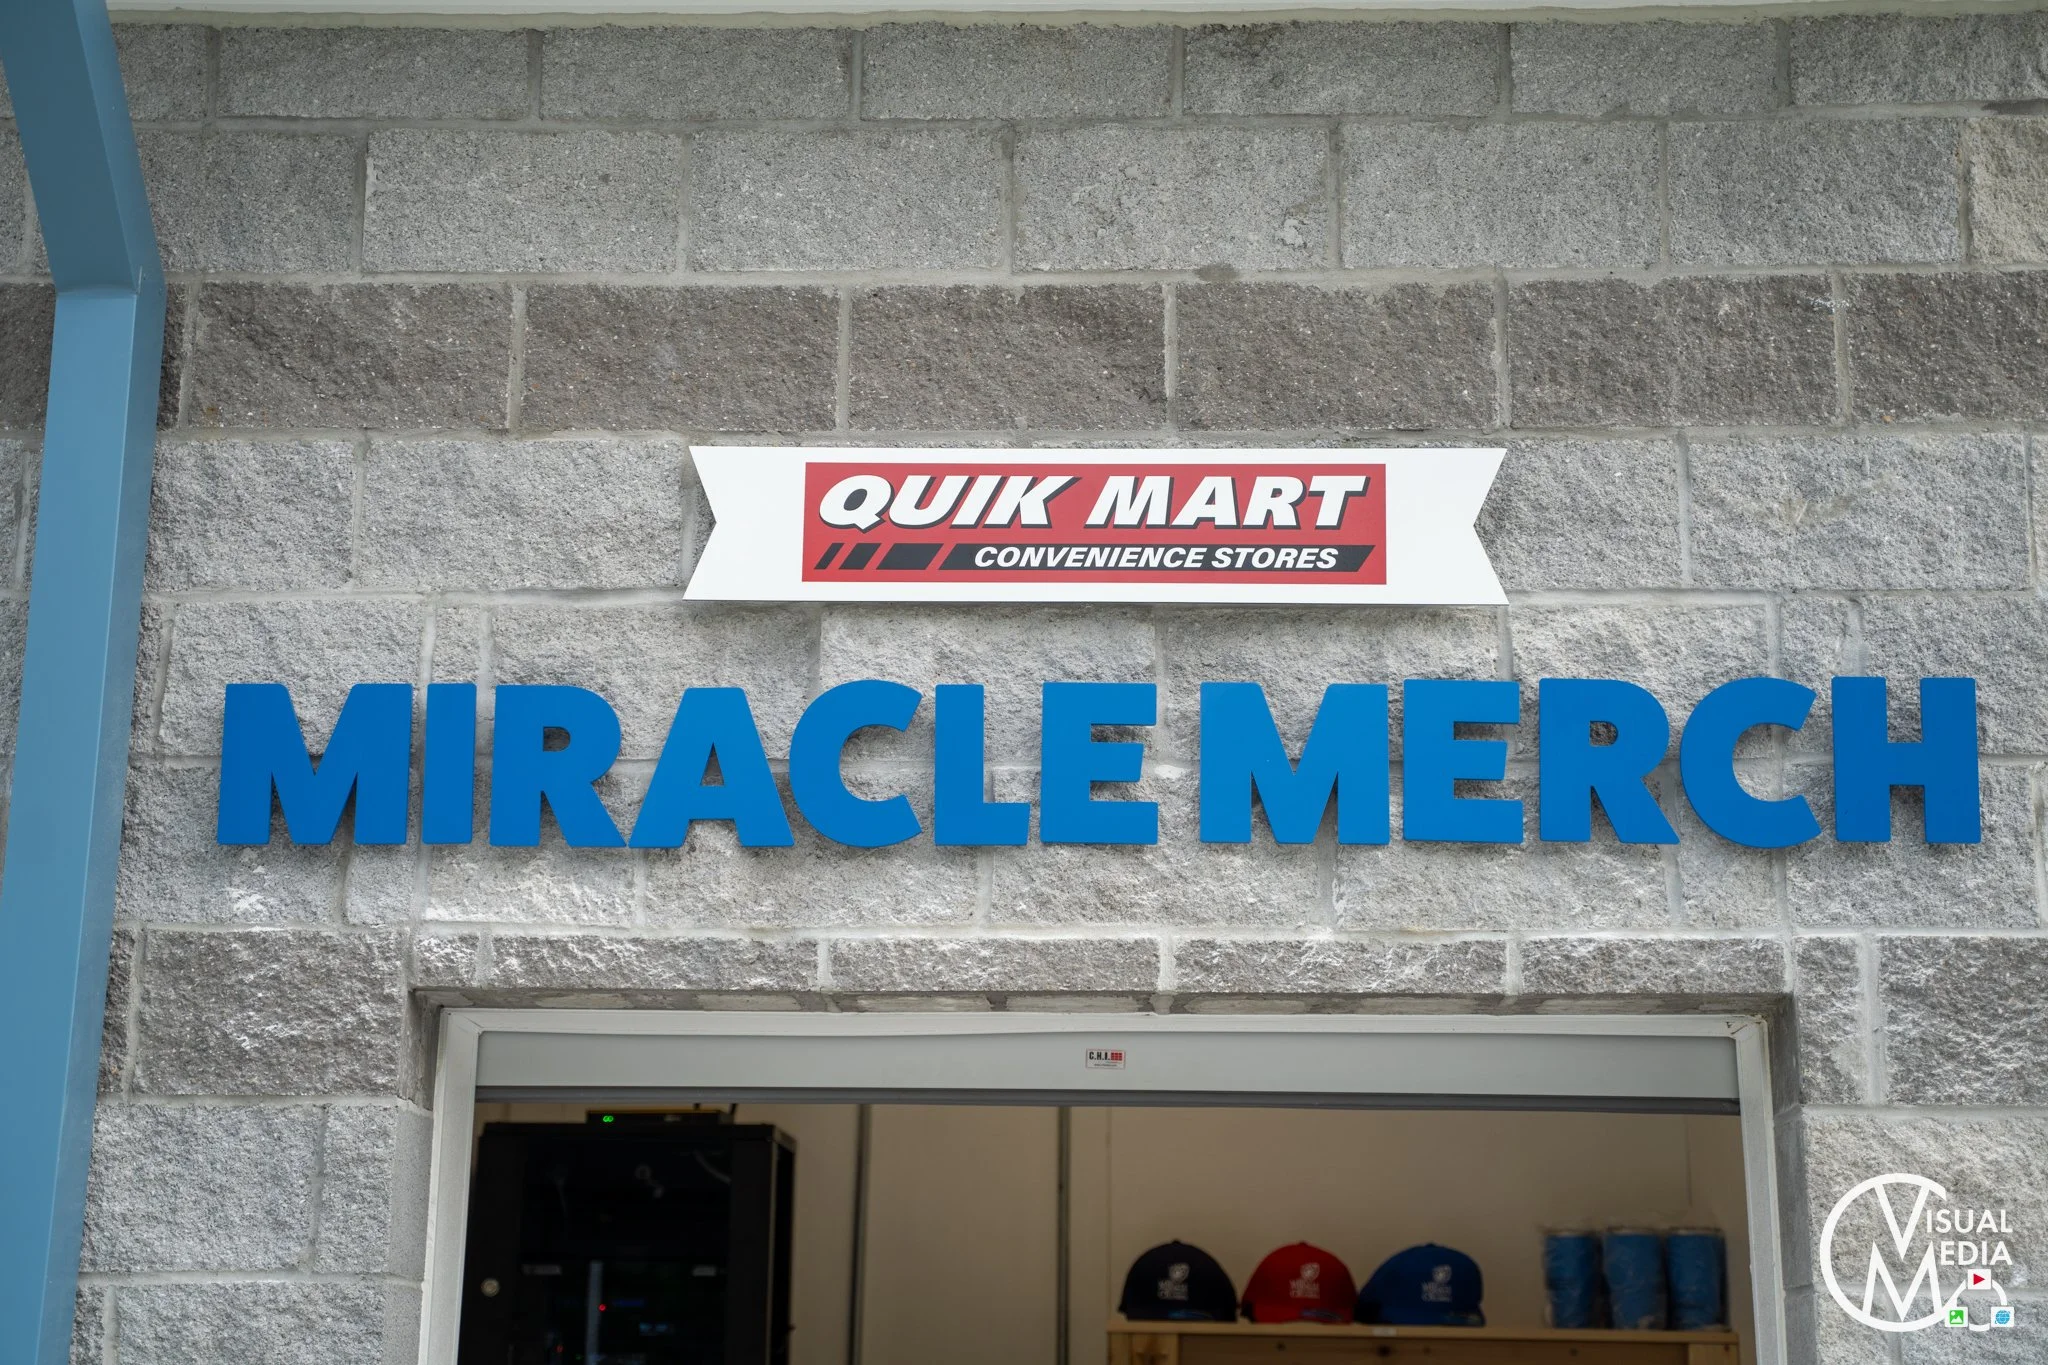 QUIK MART
CONVENIENCE STORES
MIRACLE MERCH
C.H.I.
VISUAL
MEDIA